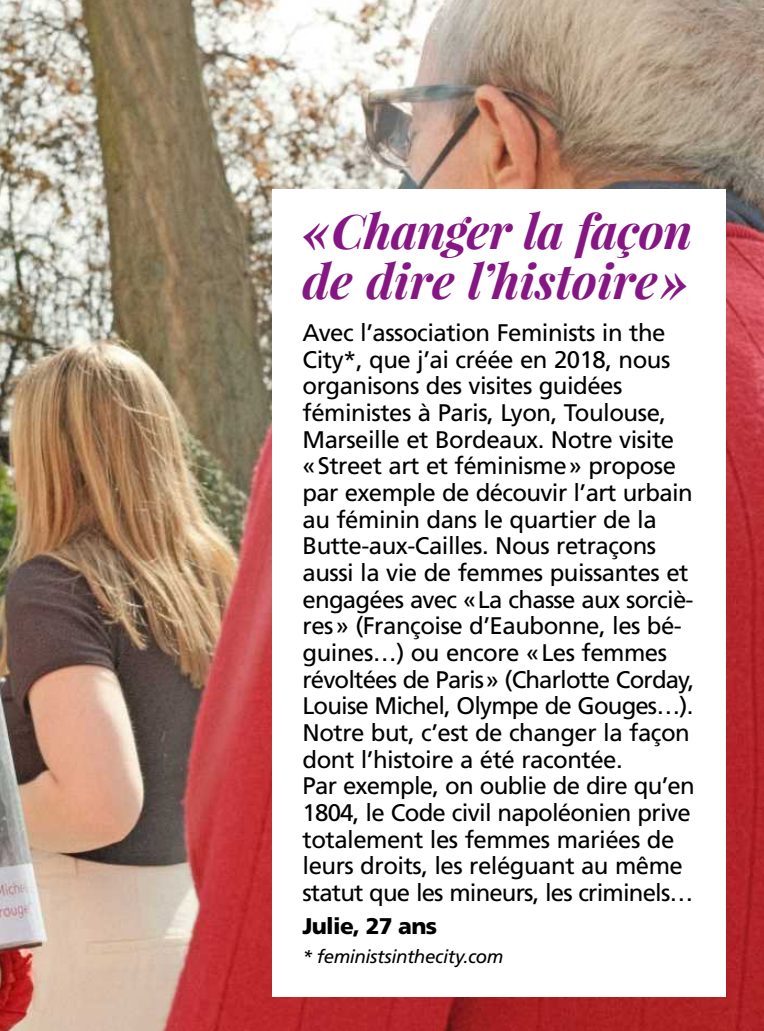 «Changer la façon
de dire l’histoire»
Avec l’association Feminists in the
City*, que j’ai créée en 2018, nous
organisons des visites guidées
féministes à Paris, Lyon, Toulouse,
Marseille et Bordeaux. Notre visite
«Street art et féminisme» propose
par exemple de découvir l’art urbain
au féminin dans le quartier de la
Butte-aux-Cailles. Nous retraçons
aussi la vie de femmes puissantes et
engagées avec «La chasse aux sorciè-
res» (Françoise d’Eaubonne, les bé-
guines...) ou encore «Les femmes
révoltées de Paris» (Charlotte Corday,
Louise Michel, Olympe de Gouges...).
Notre but, c’est de changer la façon
dont l’histoire a été racontée.
Par exemple, on oublie de dire qu’en
1804, le Code civil napoléonien prive
totalement les femmes mariées de
leurs droits, les reléguant au même
statut que les mineurs, les criminels...
Julie, 27 ans
* feministsinthecity.com
Michel
rouge